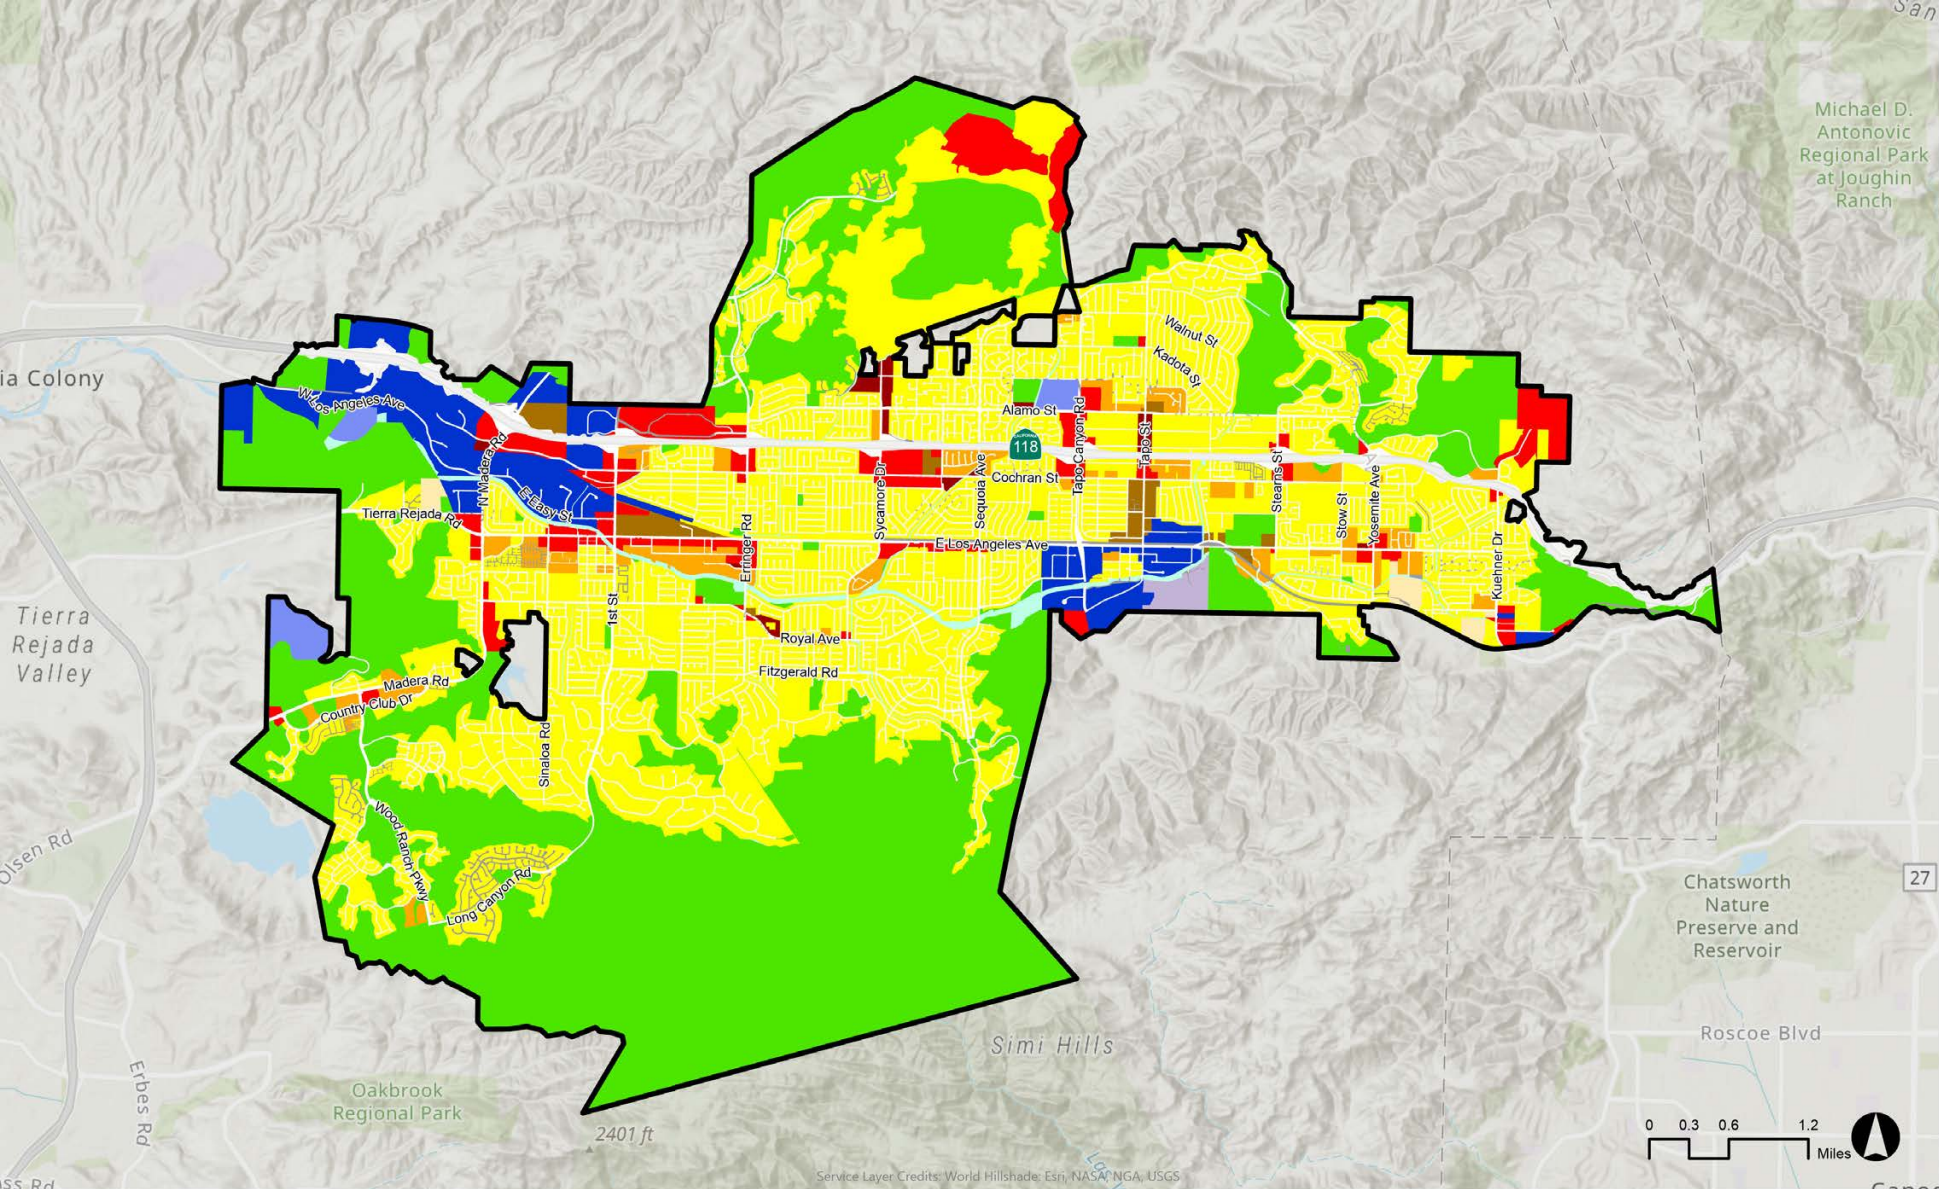 San
Michael D.
Antonovic
Regional Park
at Joughin
Ranch
Walnut St
Kadota St
ia Colony
W Los Angeles Ave
Alamo St
CALIFORNIA
118
N Madera Rd
Tapo Canyon Rd
Tapo St
Cochran St
Sycamore Dr
Sequoia Ave
Stearns St
Stow St
Yosemite Ave
E Easy St
Tierra Rejada Rd
Erringer Rd
E Los Angeles Ave
Kuehner Dr
1st St
Tierra
Rejada
Valley
Royal Ave
Fitzgerald Rd
Madera Rd
Country Club Dr
Sinaloa Rd
Wood Ranch Pkwy
Olsen Rd
Long Canyon Rd
27
Chatsworth
Nature
Preserve and
Reservoir
Roscoe Blvd
Simi Hills
Erbes Rd
Oakbrook
Regional Park
2401 ft
0 0.3 0.6 1.2
Miles
Service Layer Credits: World Hillshade: Esri, NASA, NGA, USGS
ss Rd